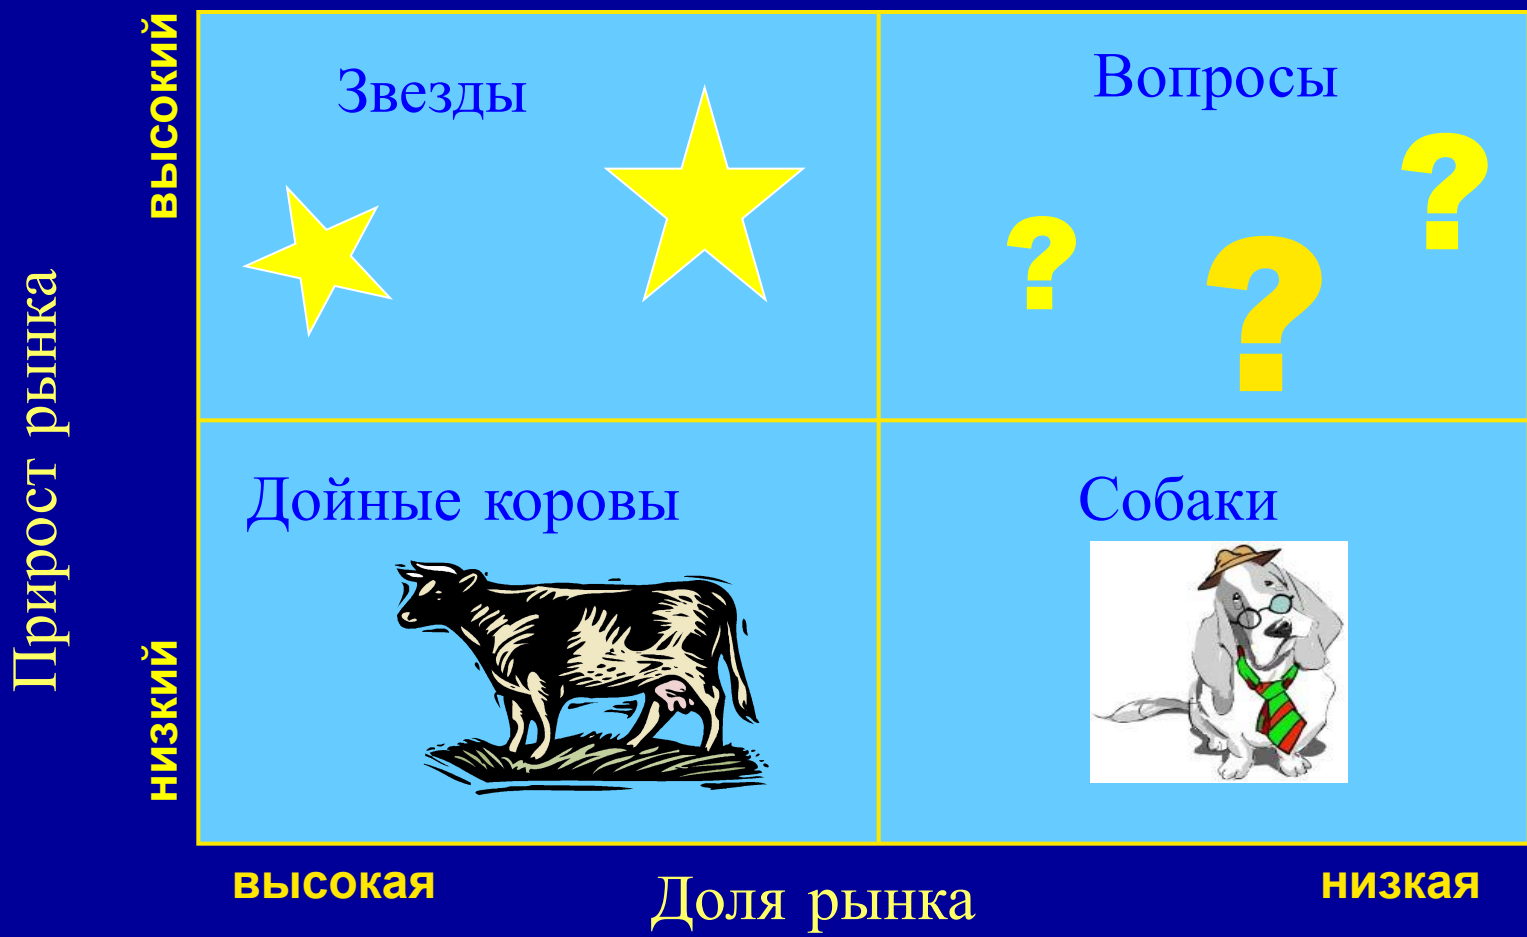 высокий
Звезды
Вопросы
?
?
?
Прирост рынка
Дойные коровы
Собаки
низкий
высокая
Доля рынка
низкая